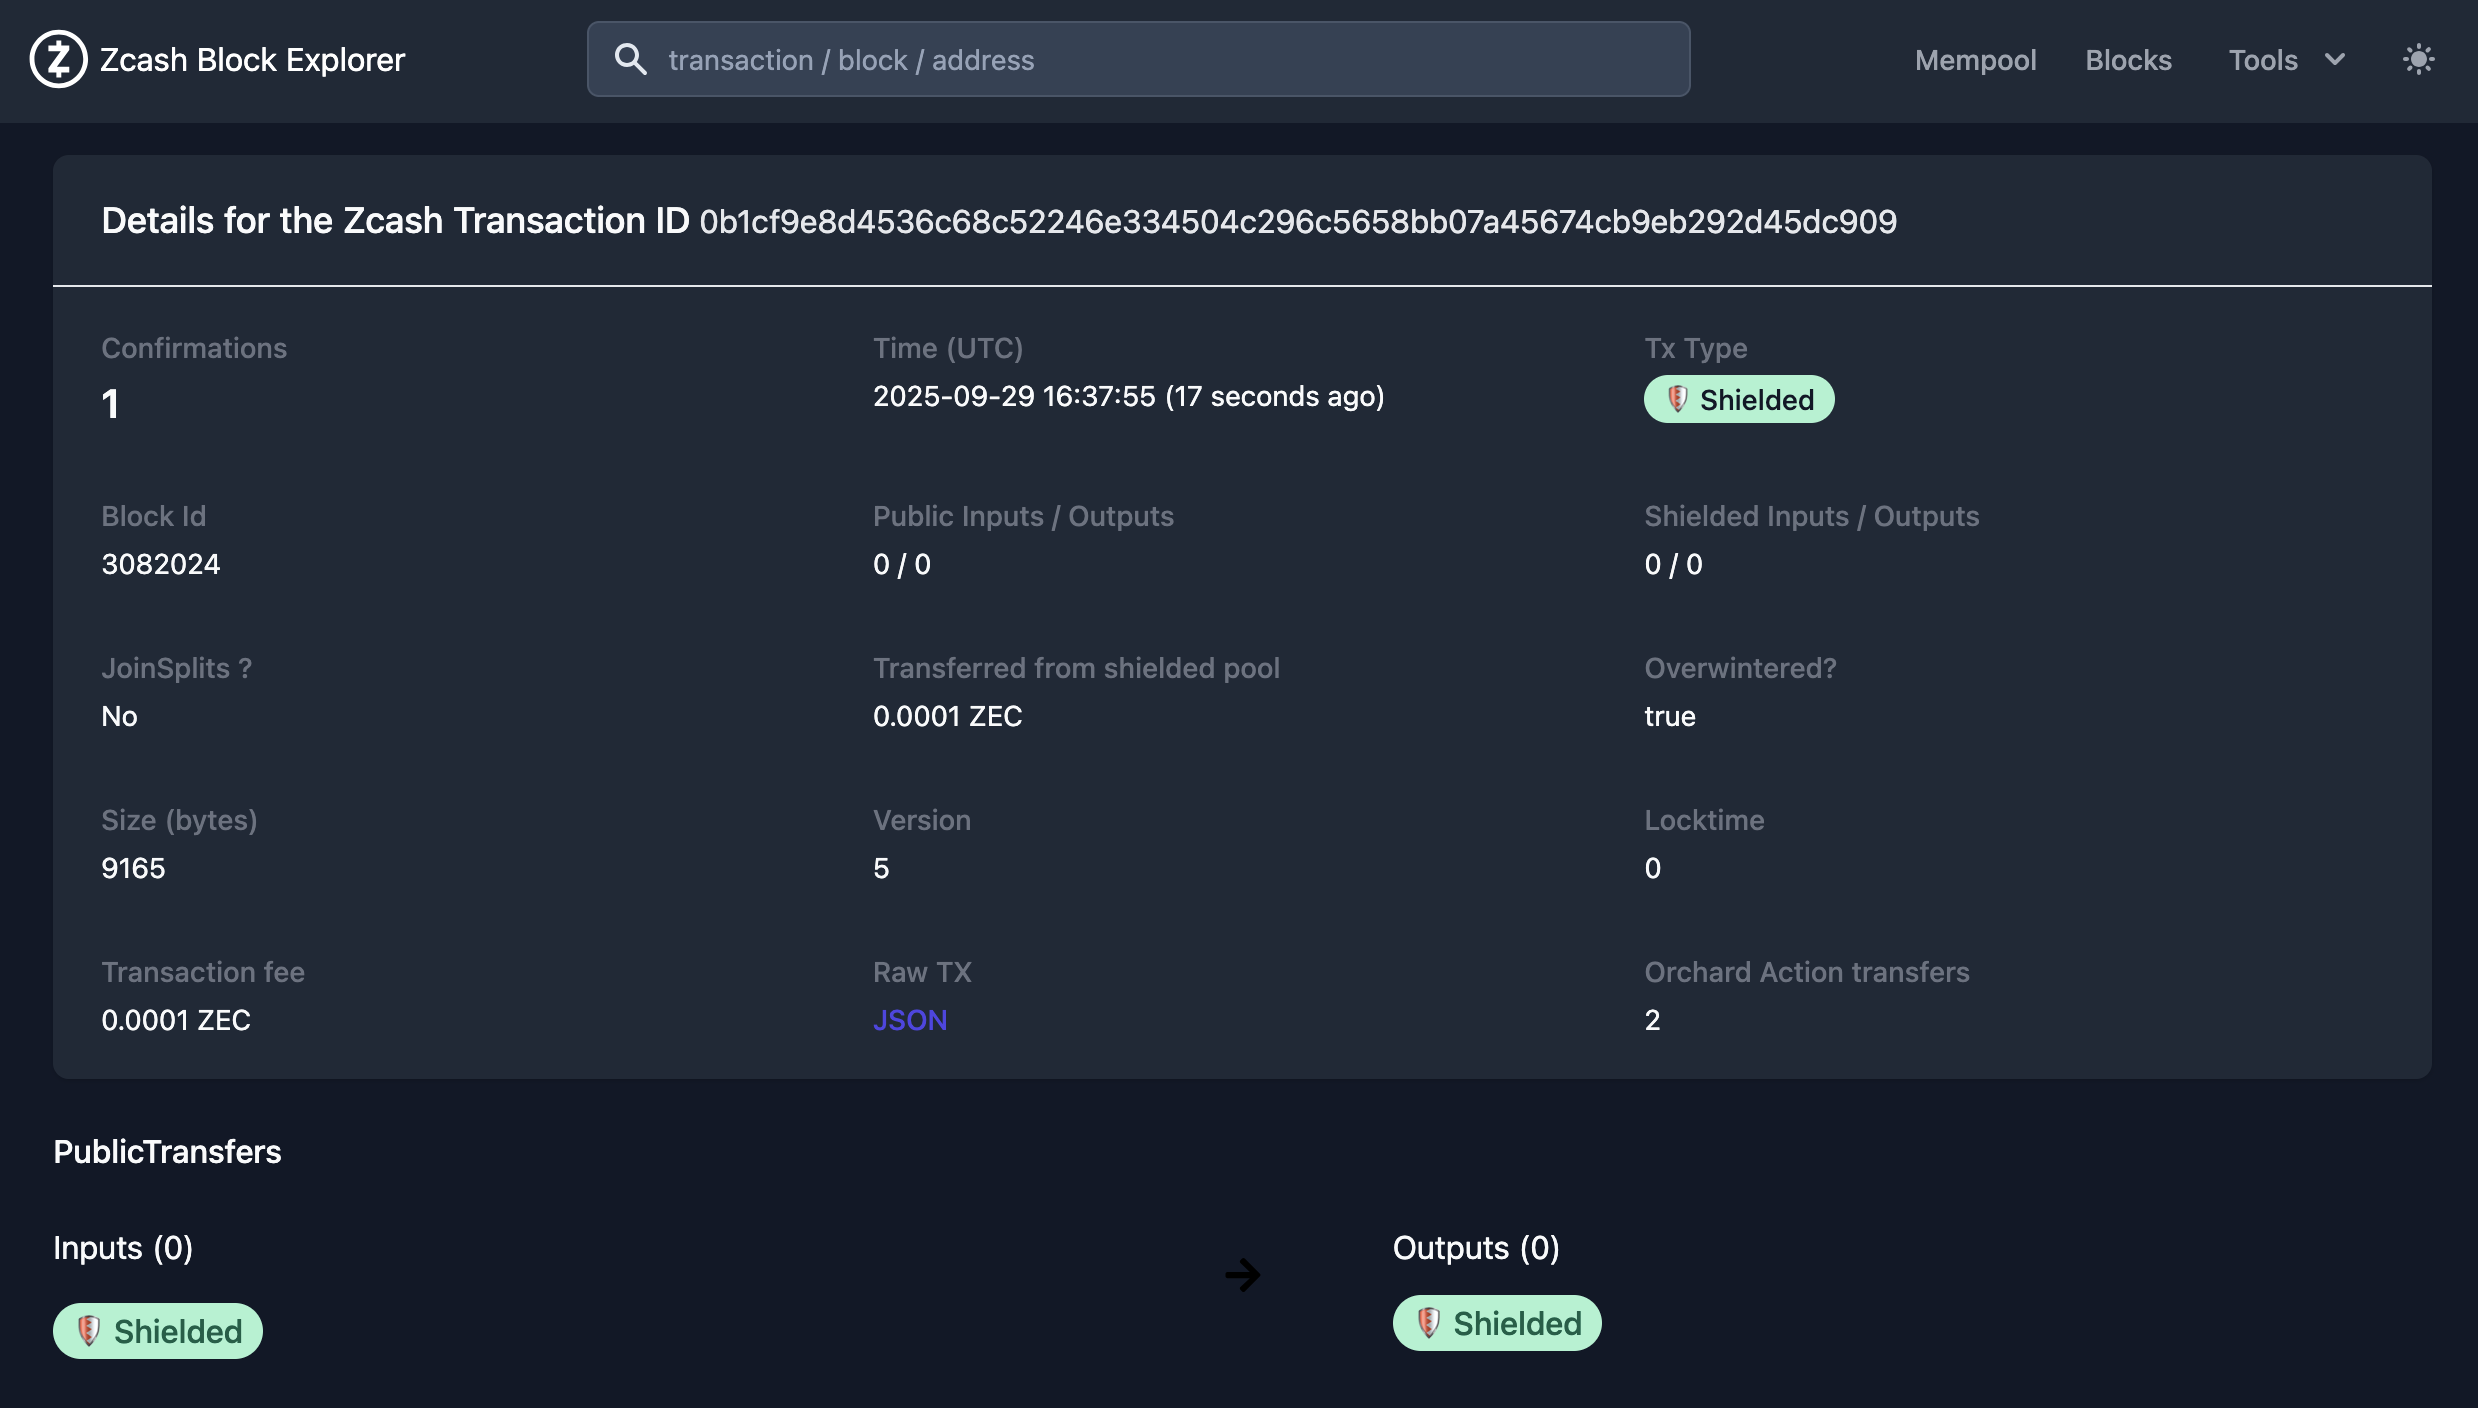 Zcash Block Explorer
transaction / block / address
Mempool
Blocks
Tools
Details for the Zcash Transaction ID 0b1cf9e8d4536c68c52246e334504c296c5658bb07a45674cb9eb292d45dc909
Confirmations
1
Time (UTC)
2025-09-29 16:37:55 (17 seconds ago)
Tx Type
Shielded
Block Id
3082024
Public Inputs / Outputs
0 / 0
Shielded Inputs / Outputs
0 / 0
JoinSplits ?
No
Transferred from shielded pool
0.0001 ZEC
Overwintered?
true
Size (bytes)
9165
Version
5
Locktime
0
Transaction fee
0.0001 ZEC
Raw TX
JSON
Orchard Action transfers
2
PublicTransfers
Inputs (0)
Shielded
Outputs (0)
Shielded